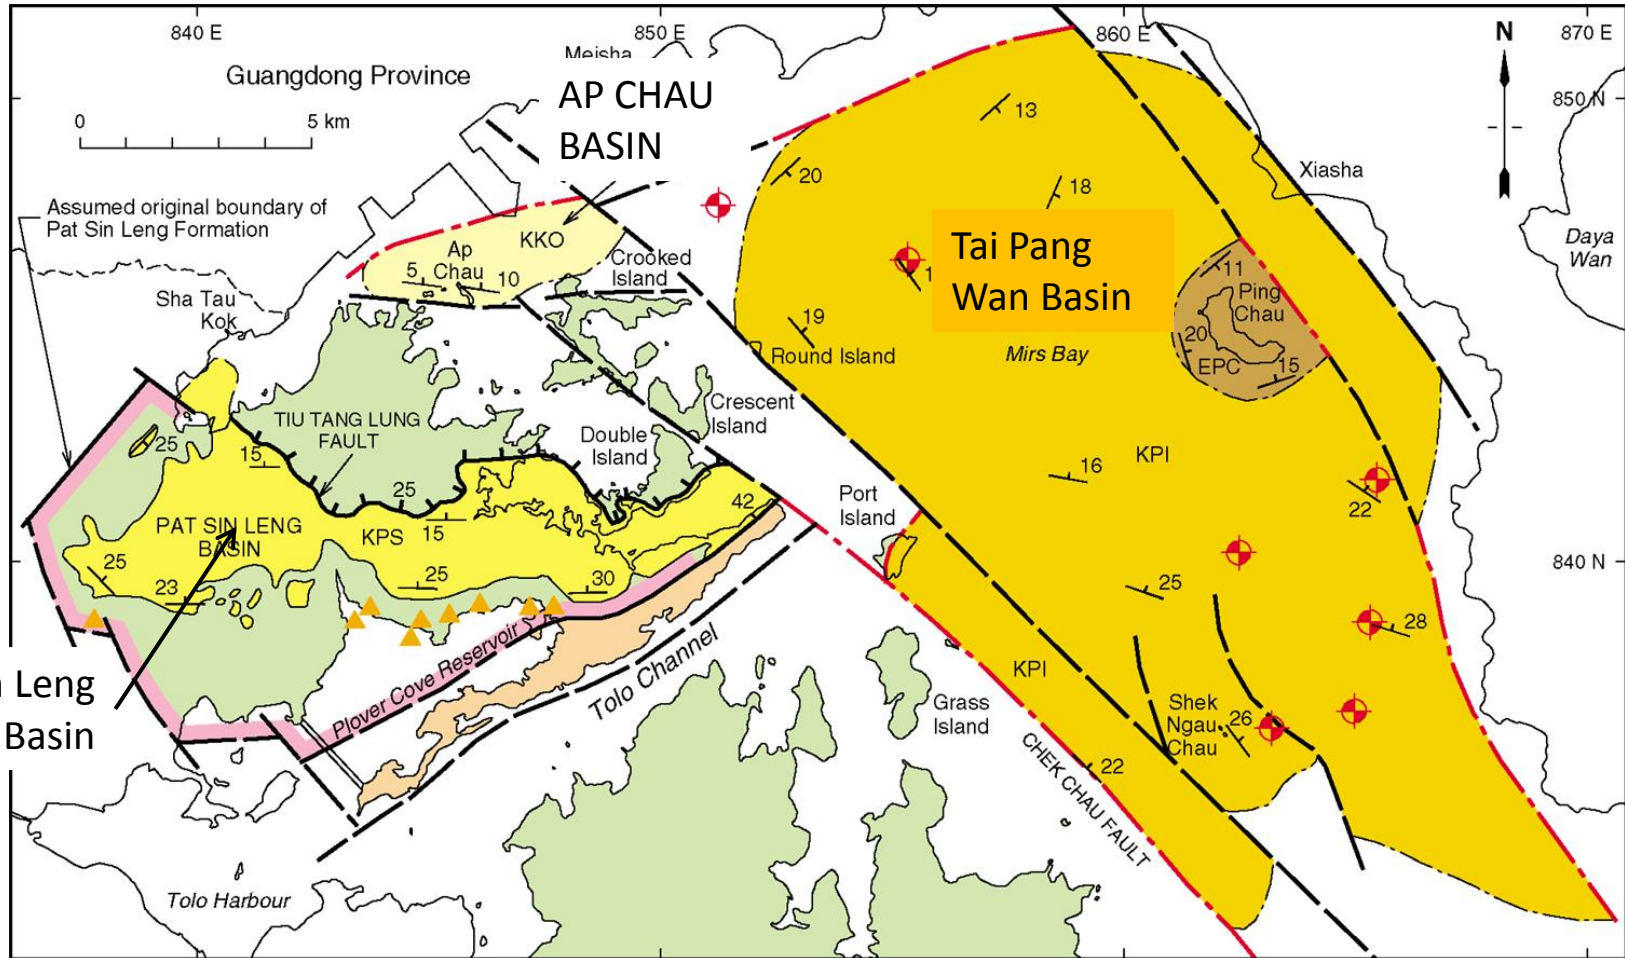 840 E
850 E
860 E
870 E
N
Meisha
Guangdong Province
0
5 km
AP CHAU
BASIN
850 N
13
Xiasha
20
18
Assumed original boundary of
Pat Sin Leng Formation
KKO
Ap
Chau
5
10
Crooked
Island
Tai Pang
Wan Basin
Daya
Wan
11
Ping
Chau
Sha Tau
Kok
19
Round Island
Mirs Bay
20
EPC
15
TIU TANG LUNG
FAULT
Crescent
Island
Double
Island
25
15
KPI
16
25
22
Port
Island
42
PAT SIN LENG
BASIN
KPS
15
840 N
25
23
25
30
25
28
Plover Cove Reservoir
Tolo Channel
KPI
Leng
Basin
Grass
Island
Shek
Ngau
Chau
26
22
CHEK CHAU FAULT
Tolo Harbour